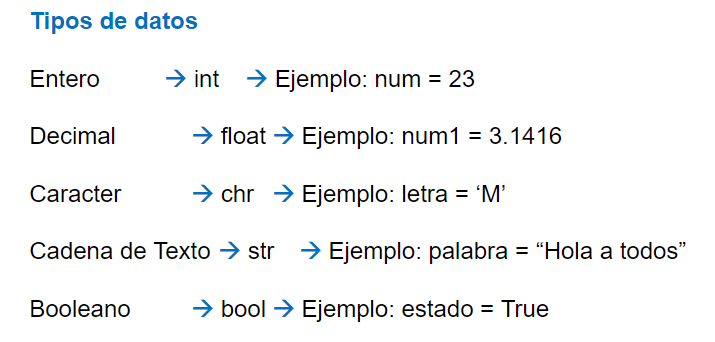 Tipos de datos
Entero → int → Ejemplo: num = 23
Decimal → float → Ejemplo: num1 = 3.1416
Caracter → chr → Ejemplo: letra = ‘M’
Cadena de Texto → str → Ejemplo: palabra = “Hola a todos”
Booleano → bool → Ejemplo: estado = True